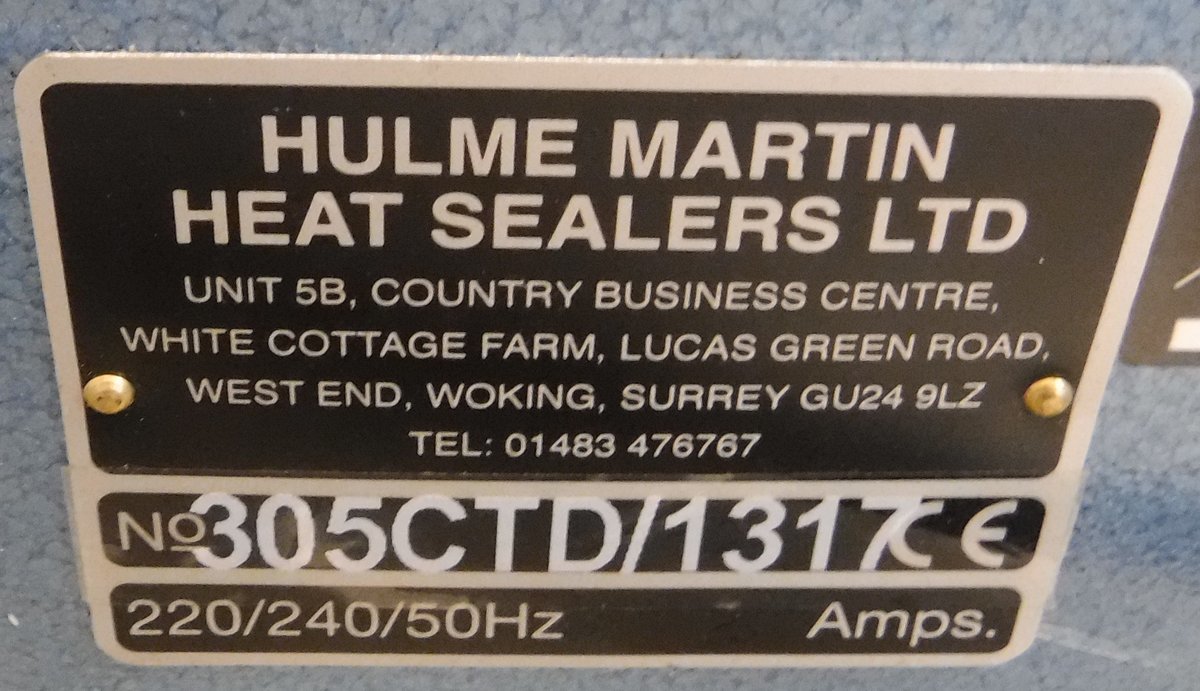 HULME MARTIN
HEAT SEALERS LTD
UNIT 5B, COUNTRY BUSINESS CENTRE,
WHITE COTTAGE FARM, LUCAS GREEN ROAD,
WEST END, WOKING, SURREY GU24 9LZ
TEL: 01483 476767
Nº 305CTD/1317 CE
220/240/50Hz Amps.